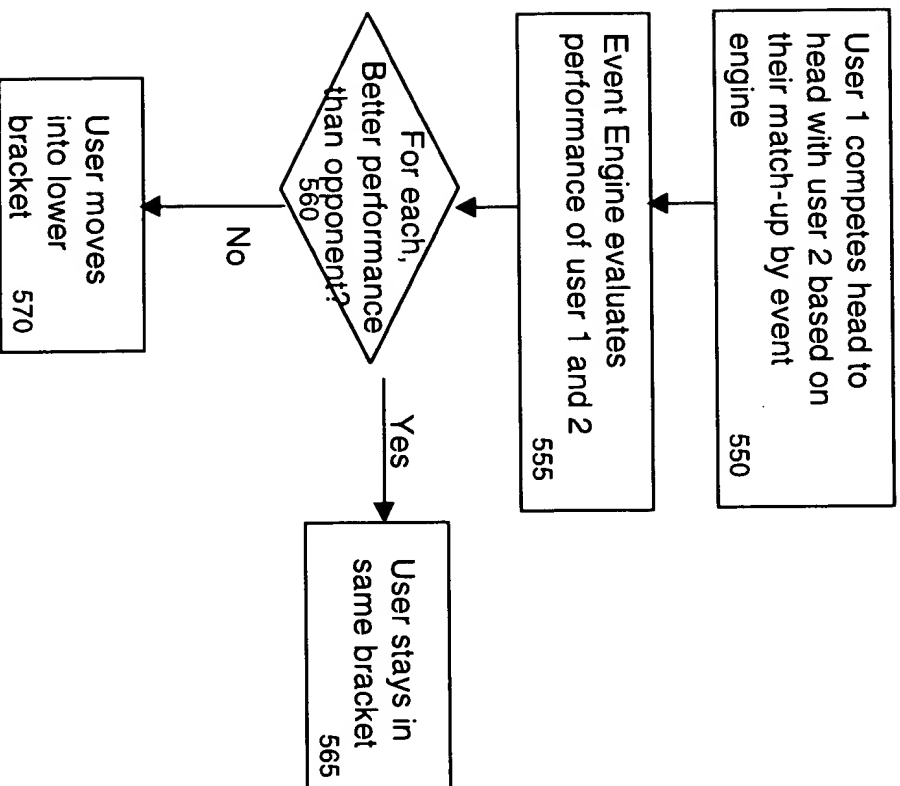 User 1 competes head to
head with user 2 based on
their match-up by event
engine
550
Event Engine evaluates
performance of user 1 and 2
555
For each,
Better performance
than opponent?
560
Yes
No
User stays in
same bracket
565
User moves
into lower
bracket
570